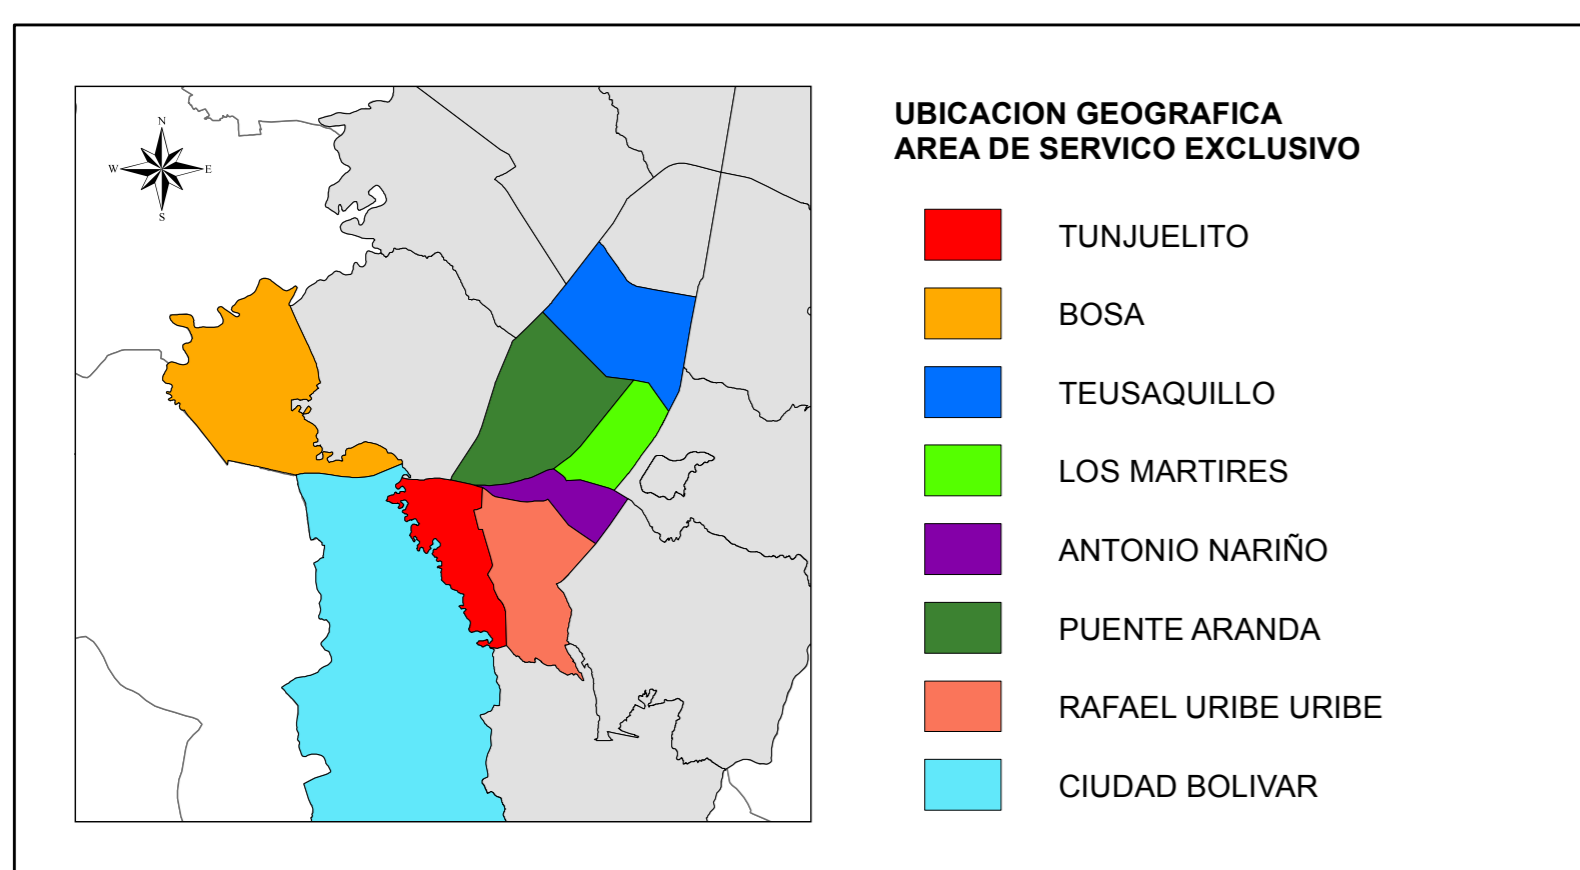 N
W E
S
UBICACION GEOGRAFICA
AREA DE SERVICO EXCLUSIVO
TUNJUELITO
BOSA
TEUSAQUILLO
LOS MARTIRES
ANTONIO NARIÑO
PUENTE ARANDA
RAFAEL URIBE URIBE
CIUDAD BOLIVAR